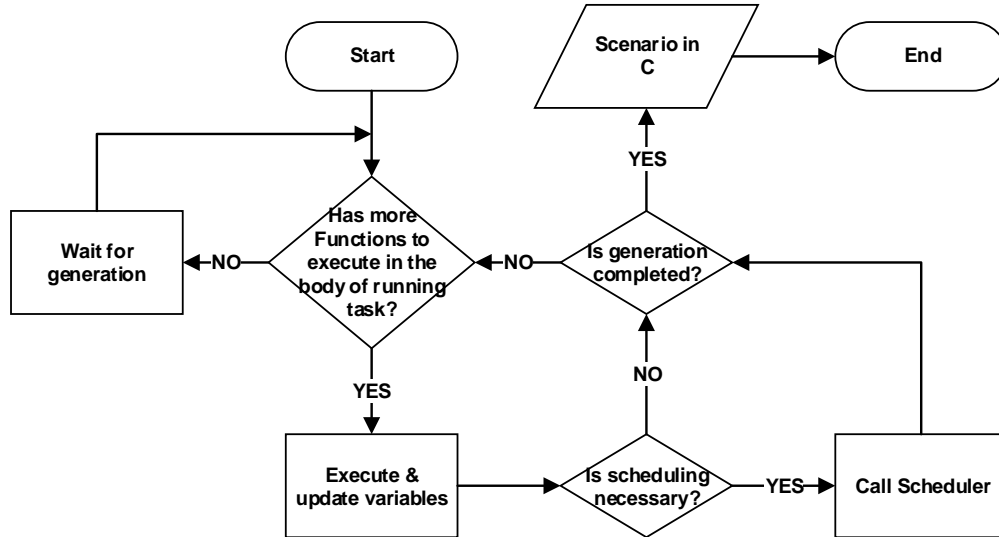 Start
Scenario in
C
End
YES
Has more
Functions to
execute in the
body of running
task?
Wait for
generation
NO
NO
Is generation
completed?
YES
NO
Execute &
update variables
Is scheduling
necessary?
YES
Call Scheduler